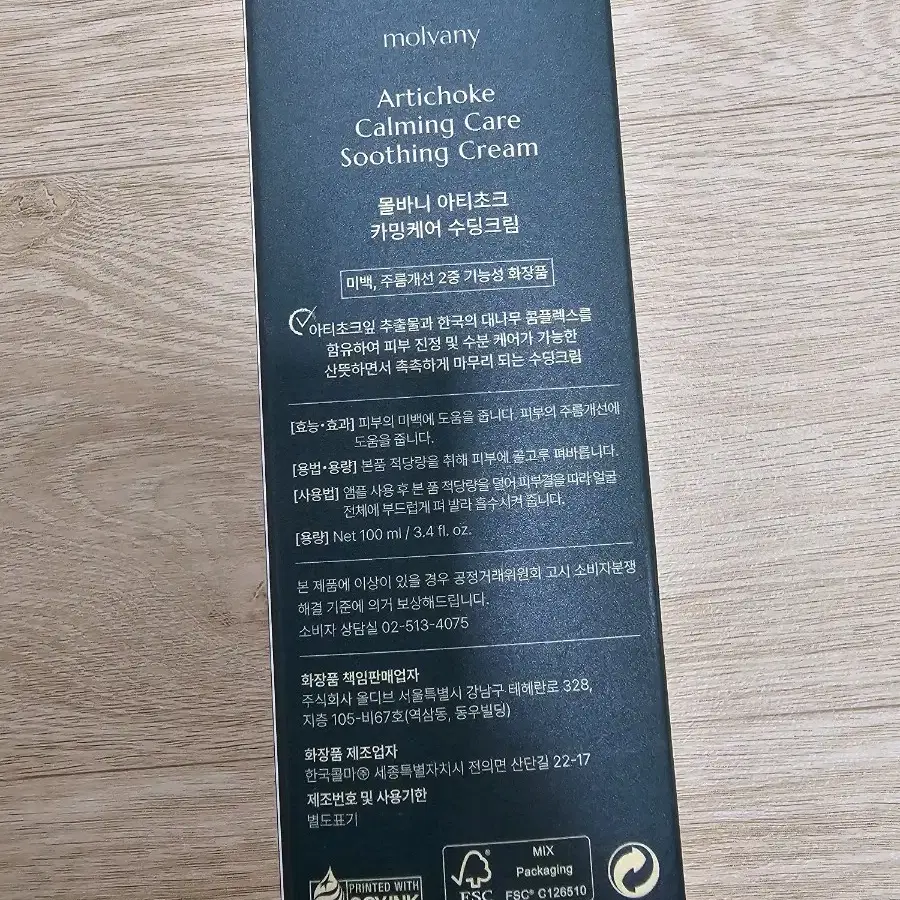 molvany
Artichoke
Calming Care
Soothing Cream
몰바니 아티초크
카밍케어 수딩크림
미백, 주름개선 2중 기능성 화장품
아티초크잎 추출물과 한국의 대나무 콤플렉스를
함유하여 피부 진정 및 수분 케어가 가능한
산뜻하면서 촉촉하게 마무리 되는 수딩크림
[효능•효과] 피부의 미백에 도움을 줍니다. 피부의 주름개선에
도움을 줍니다.
[용법•용량] 본품 적당량을 취해 피부에 골고루 펴바릅니다.
[사용법] 앰플 사용 후 본 품 적당량을 덜어 피부결을 따라 얼굴
전체에 부드럽게 펴 발라 흡수시켜 줍니다.
[용량] Net 100 ml / 3.4 fl. oz.
본 제품에 이상이 있을 경우 공정거래위원회 고시 소비자분쟁
해결 기준에 의거 보상해드립니다.
소비자 상담실 02-513-4075
화장품 책임판매업자
주식회사 올디브 서울특별시 강남구 테헤란로 328,
지층 105-비67호(역삼동, 동우빌딩)
화장품 제조업자
한국콜마㈜ 세종특별자치시 전의면 산단길 22-17
제조번호 및 사용기한
별도표기
PRINTED WITH
SOY INK
FSC
MIX
Packaging
FSC® C126510